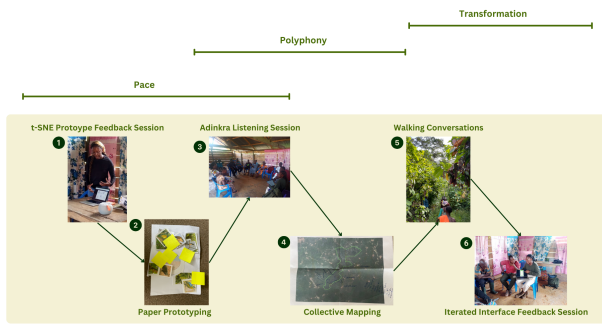 Transformation
Polyphony
Pace
t-SNE Protoype Feedback Session
Adinkra Listening Session
Walking Conversations
1
3
5
2
4
6
Paper Prototyping
Collective Mapping
Iterated Interface Feedback Session